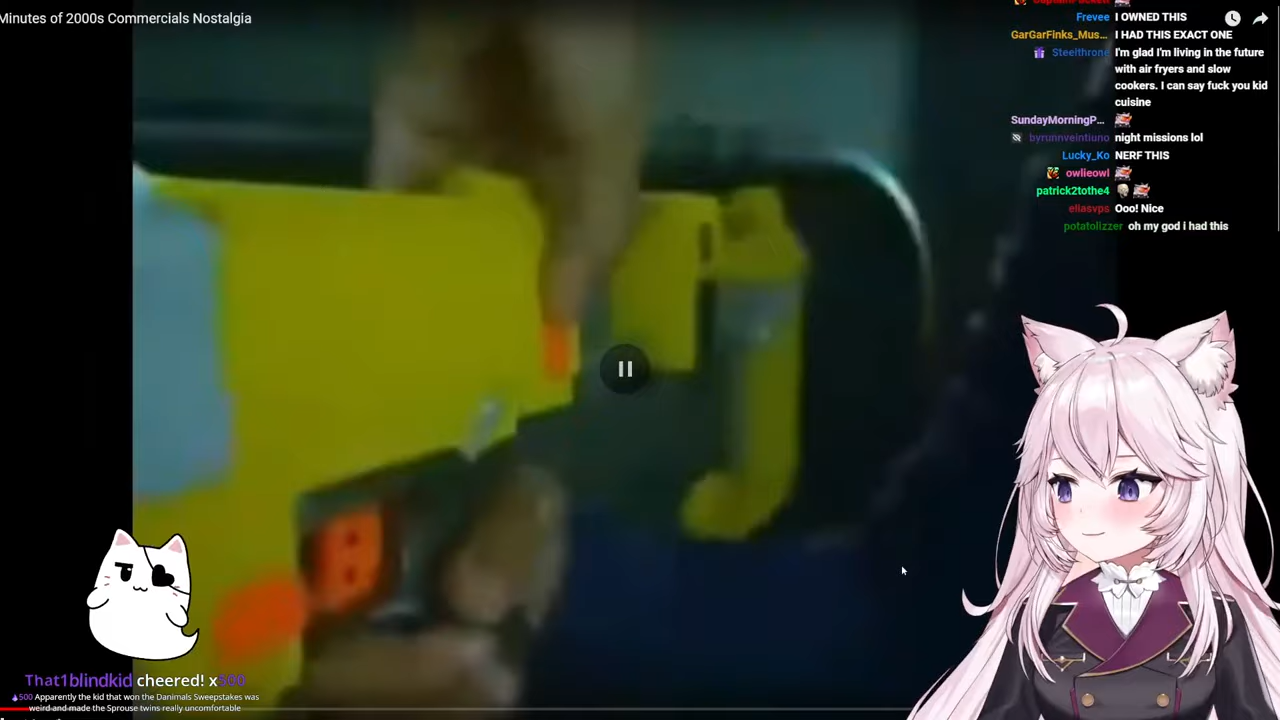 Minutes of 2000s Commercials Nostalgia
Frevee I OWNED THIS
GarGarFinks_Mus... I HAD THIS EXACT ONE
Steelthrone I'm glad I'm living in the future
with air fryers and slow
cookers. I can say fuck you kid
cuisine
SundayMorningP...
byrunnveintiuno night missions lol
Lucky_Ko NERF THIS
owlieowl
patrick2tothe4
eliasvps Ooo! Nice
potatolizzer oh my god i had this
That1blindkid cheered! x500
500 Apparently the kid that won the Danimals Sweepstakes was
weird and made the Sprouse twins really uncomfortable